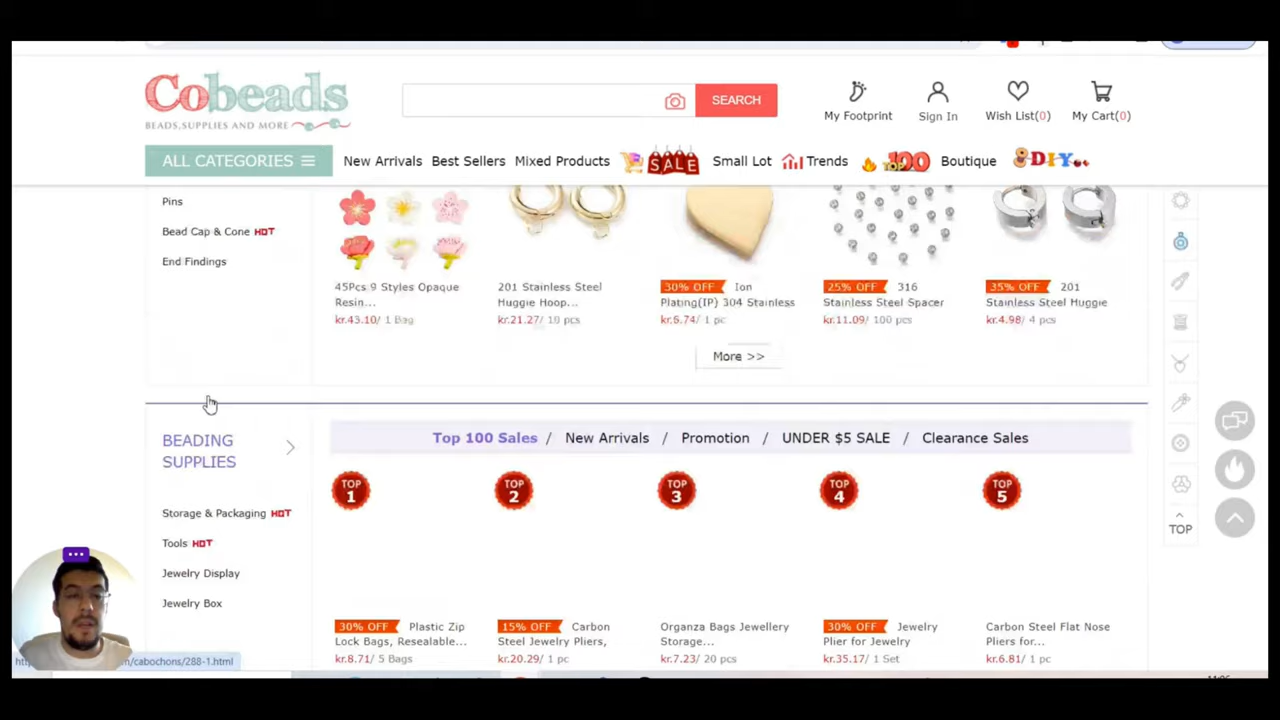 Cobeads
BEADS,SUPPLIES AND MORE
SEARCH
My Footprint
Sign In
Wish List(0)
My Cart(0)
ALL CATEGORIES
New Arrivals
Best Sellers
Mixed Products
SALE
Small Lot
Trends
TOP 100
Boutique
DIY
Pins
Bead Cap & Cone HOT
End Findings
45Pcs 9 Styles Opaque
Resin...
kr.43.10/ 1 Bag
201 Stainless Steel
Huggie Hoop...
kr.21.27/ 10 pcs
30% OFF Ion
Plating(IP) 304 Stainless
kr.5.74/ 1 pc
25% OFF 316
Stainless Steel Spacer
kr.11.09/ 100 pcs
35% OFF 201
Stainless Steel Huggie
kr.4.98/ 4 pcs
More >>
BEADING
SUPPLIES
Storage & Packaging HOT
Tools HOT
Jewelry Display
Jewelry Box
Top 100 Sales / New Arrivals / Promotion / UNDER $5 SALE / Clearance Sales
TOP
1
TOP
2
TOP
3
TOP
4
TOP
5
30% OFF Plastic Zip
Lock Bags, Resealable...
kr.8.71/ 5 Bags
15% OFF Carbon
Steel Jewelry Pliers,
kr.20.29/ 1 pc
Organza Bags Jewellery
Storage...
kr.7.23/ 20 pcs
30% OFF Jewelry
Plier for Jewelry
kr.35.17/ 1 Set
Carbon Steel Flat Nose
Pliers for...
kr.6.81/ 1 pc
TOP
m/cabochons/288-1.html